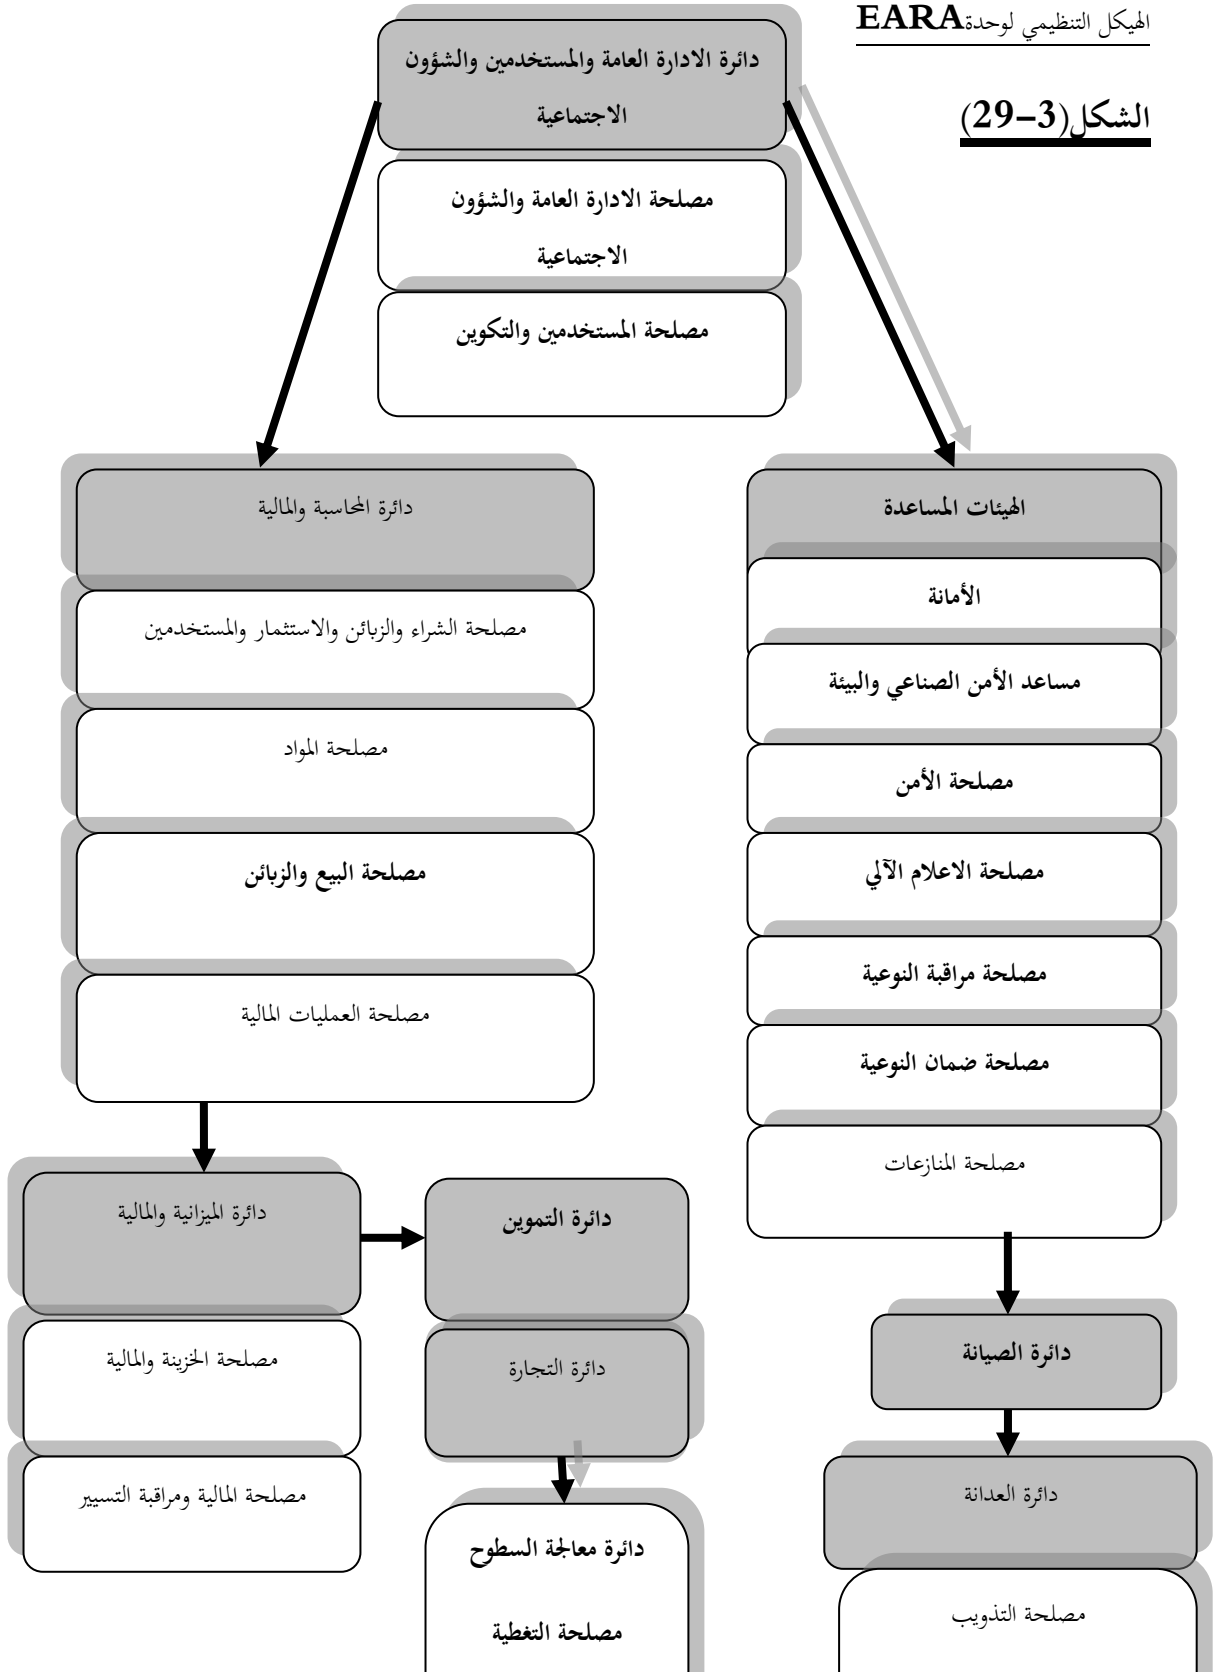 الهيكل التنظيمي لوحدةEARA
الشكل(3-29)
دائرة الادارة العامة والمستخدمين والشؤون
الاجتماعية
مصلحة الادارة العامة والشؤون
الاجتماعية
مصلحة المستخدمين والتكوين
الهيئات المساعدة
الأمانة
مساعد الأمن الصناعي والبيئة
مصلحة الأمن
مصلحة الاعلام الآلي
مصلحة مراقبة النوعية
مصلحة ضمان النوعية
مصلحة المنازعات
دائرة المحاسبة والمالية
مصلحة الشراء والزبائن والاستثمار والمستخدمين
مصلحة المواد
مصلحة البيع والزبائن
مصلحة العمليات المالية
دائرة الصيانة
دائرة العدانة
مصلحة التذويب
دائرة التموين
دائرة التجارة
دائرة معالجة السطوح
مصلحة التغطية
دائرة الميزانية والمالية
مصلحة الخزينة والمالية
مصلحة المالية ومراقبة التسيير